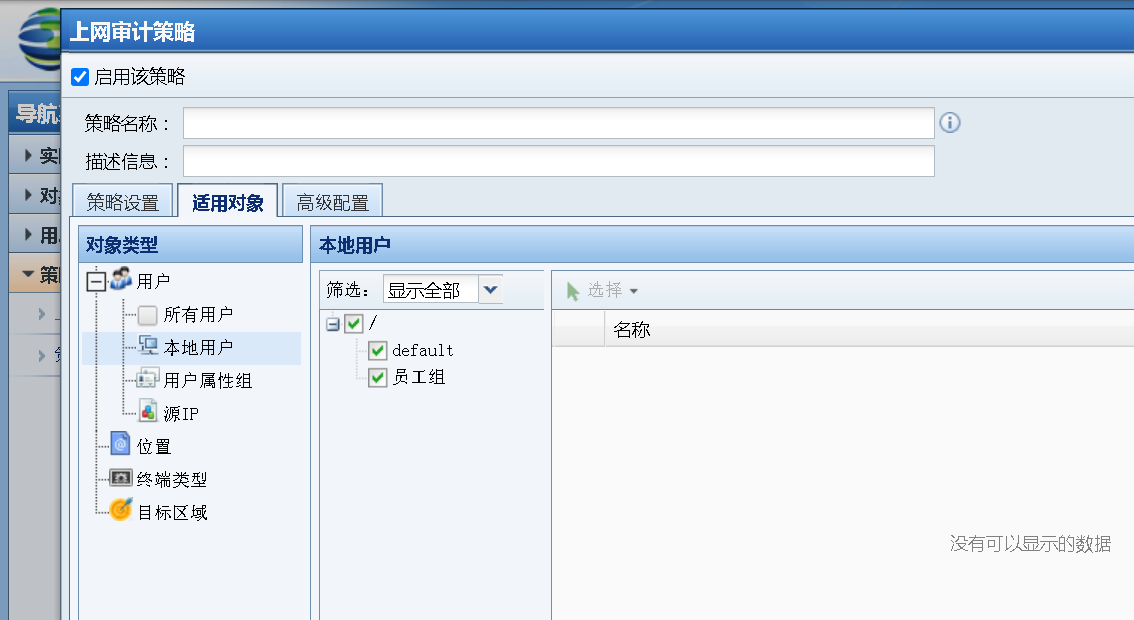 上网审计策略
启用该策略
导航
策略名称：
实
描述信息：
对
策略设置 适用对象 高级配置
用
对象类型
本地用户
策
用户
筛选： 显示全部
选择
所有用户
/
名称
本地用户
default
用户属性组
员工组
源IP
位置
终端类型
目标区域
没有可以显示的数据